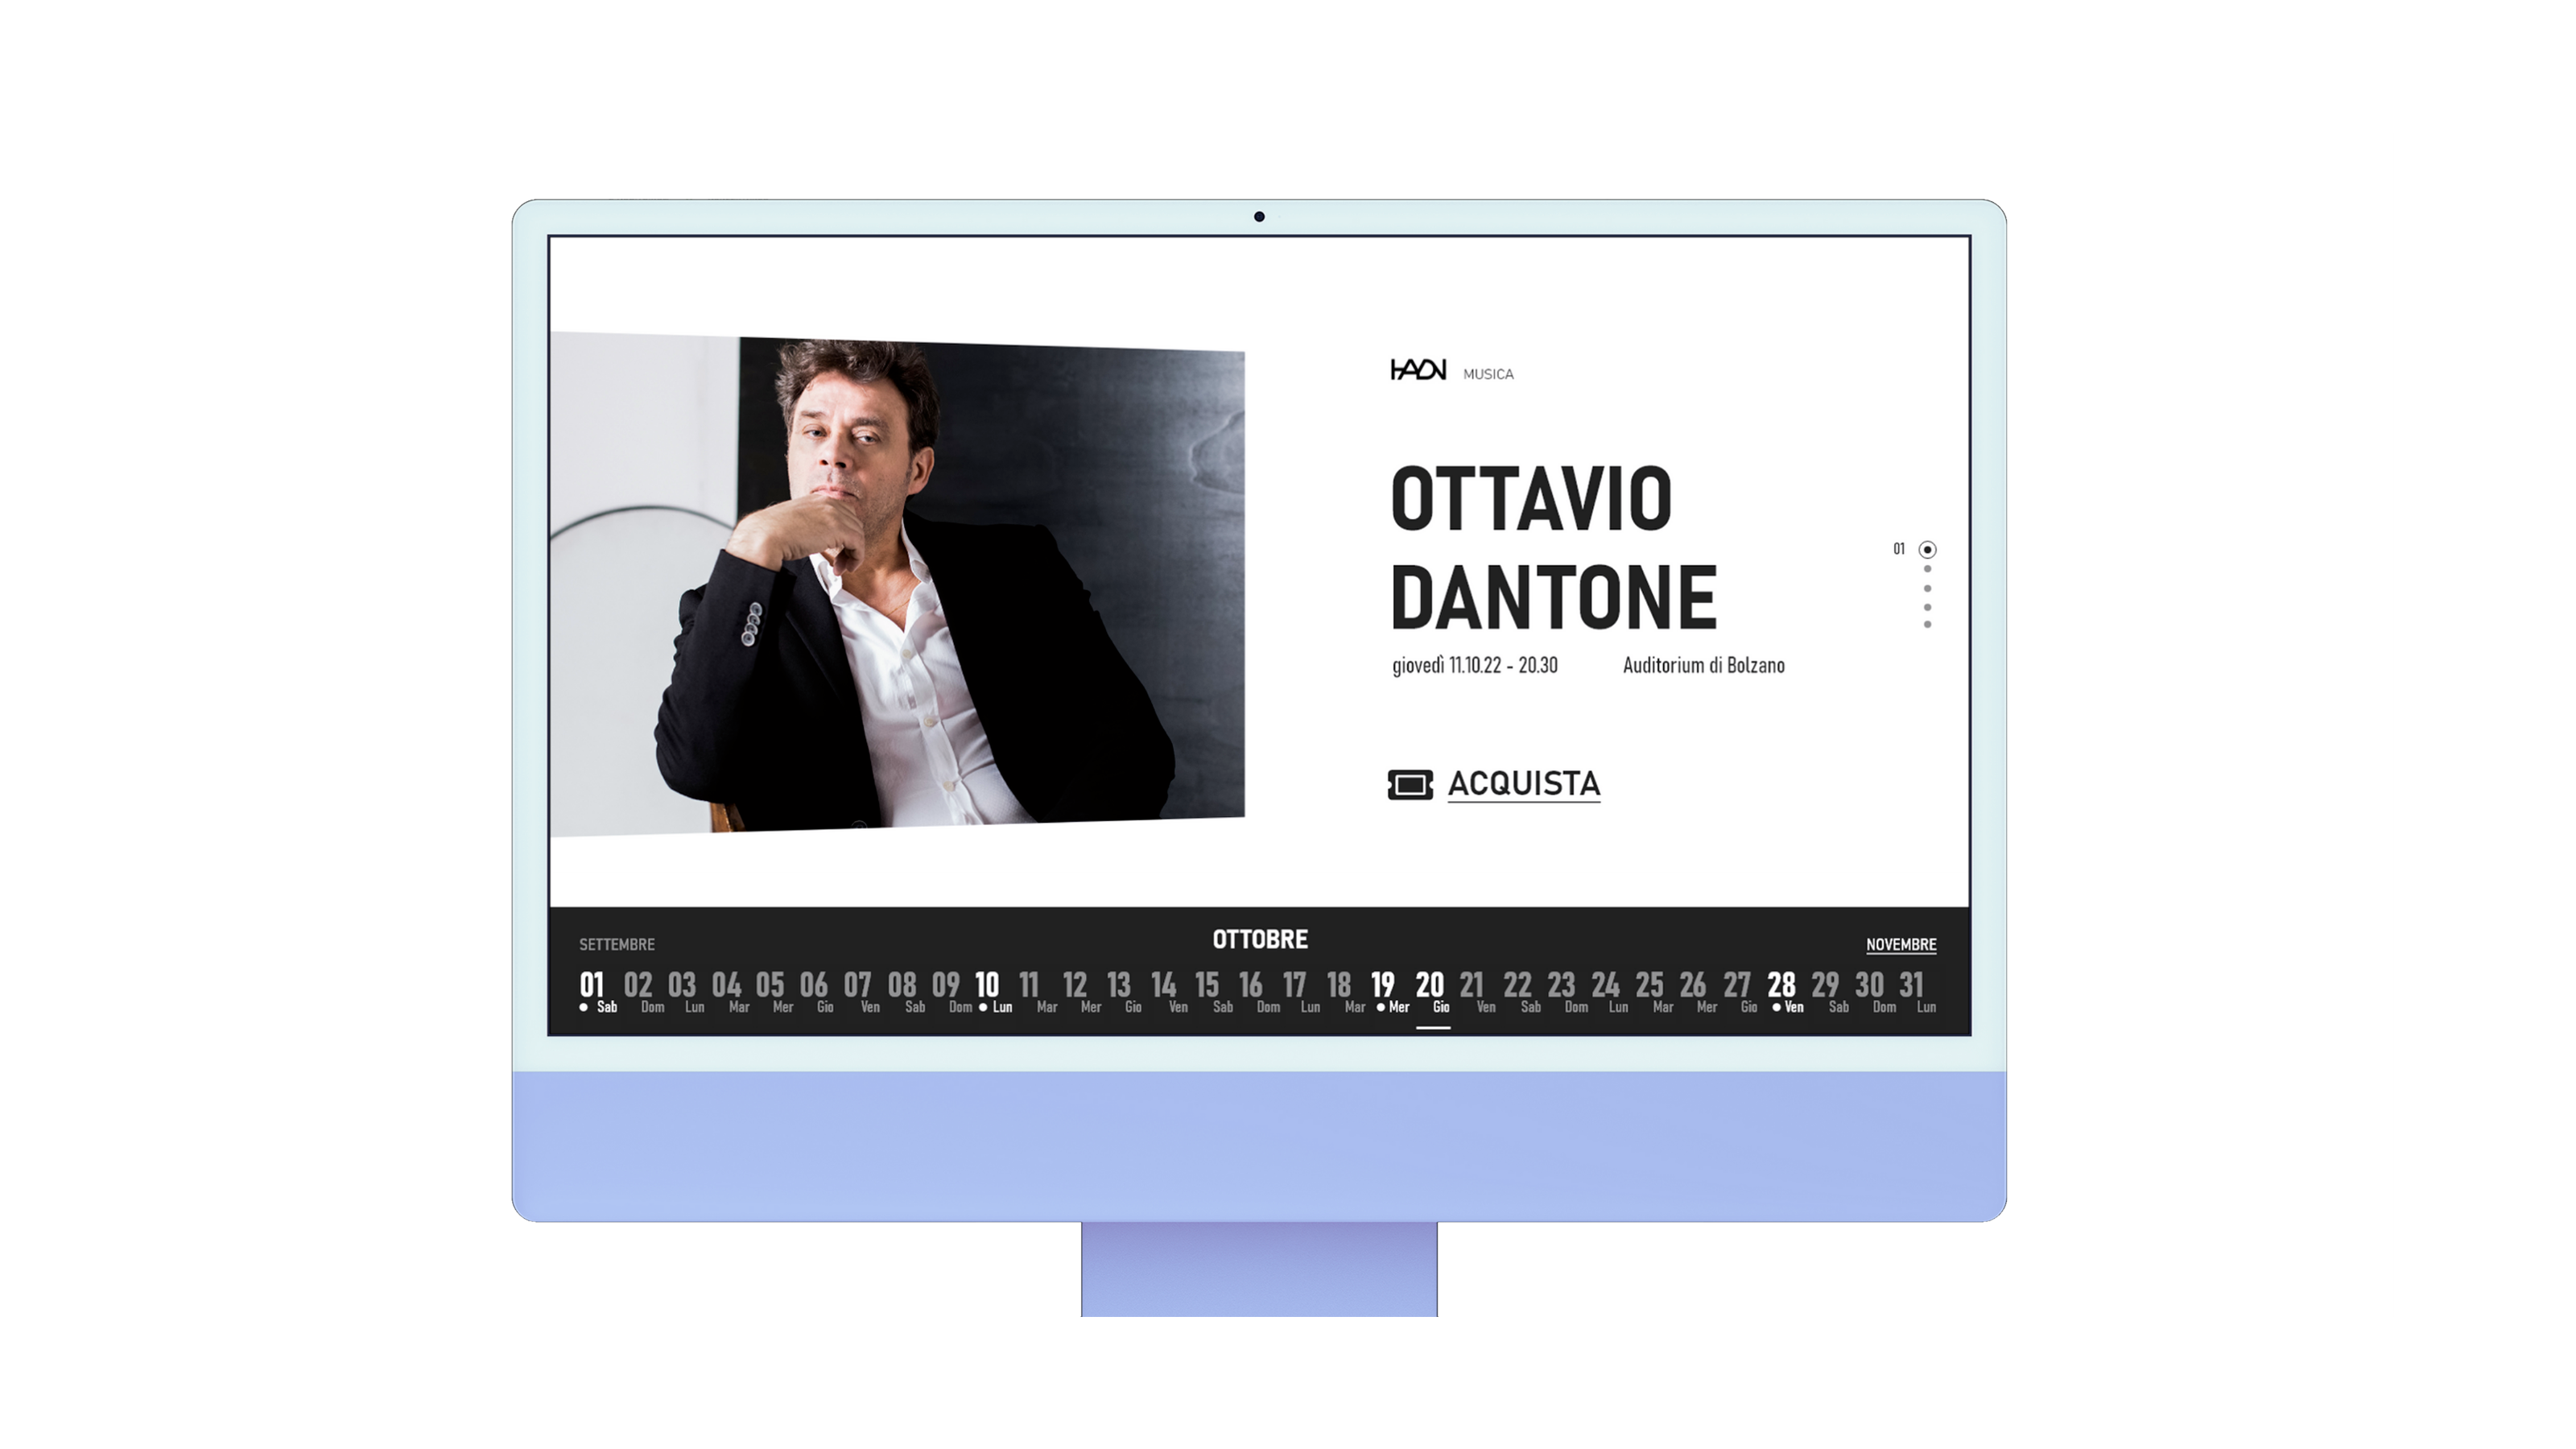 HAYDN MUSICA
OTTAVIO
DANTONE
giovedì 11.10.22 - 20.30 Auditorium di Bolzano
01
ACQUISTA
SETTEMBRE OTTOBRE NOVEMBRE
01 02 03 04 05 06 07 08 09 10 11 12 13 14 15 16 17 18 19 20 21 22 23 24 25 26 27 28 29 30 31
Sab Dom Lun Mar Mer Gio Ven Sab Dom Lun Mar Mer Gio Ven Sab Dom Lun Mar Mer Gio Ven Sab Dom Lun Mar Mer Gio Ven Sab Dom Lun